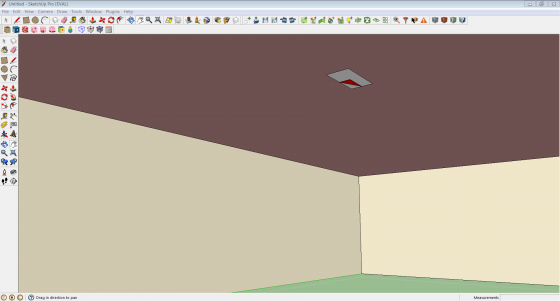 Untitled - SketchUp Pro (EVAL)
File Edit View Camera Draw Tools Window Plugins Help
Drag in direction to pan
Measurements